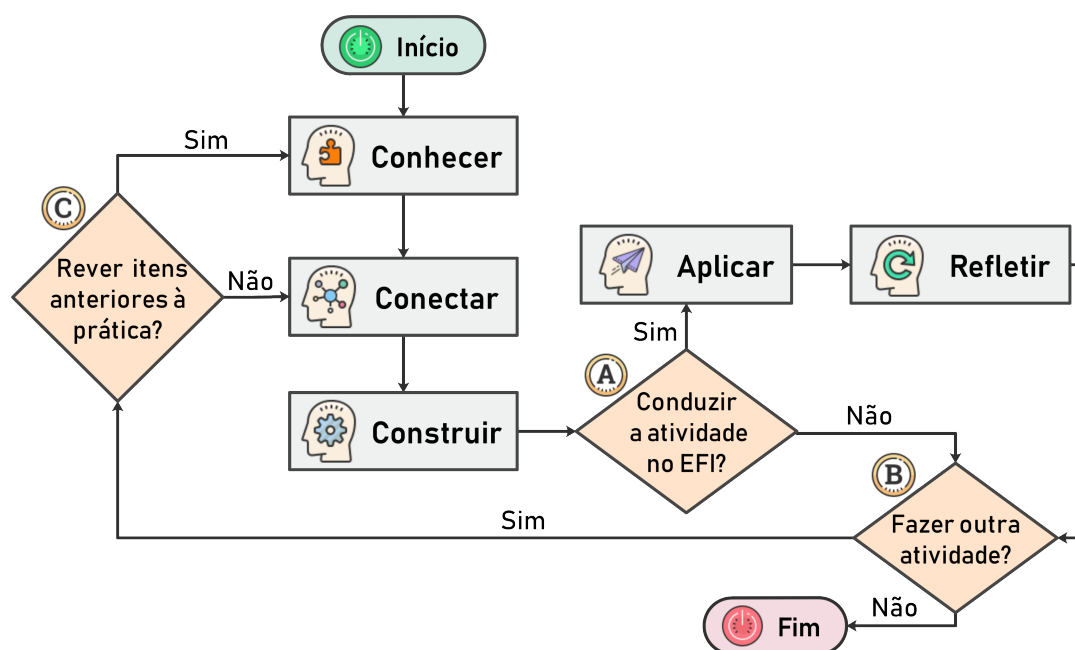 Início
Sim
Conhecer
C
Rever itens
anteriores à
prática?
Não
Conectar
Aplicar
Refletir
Sim
A
Conduzir
a atividade
no EFI?
Construir
Não
B
Fazer outra
atividade?
Sim
Não
Fim